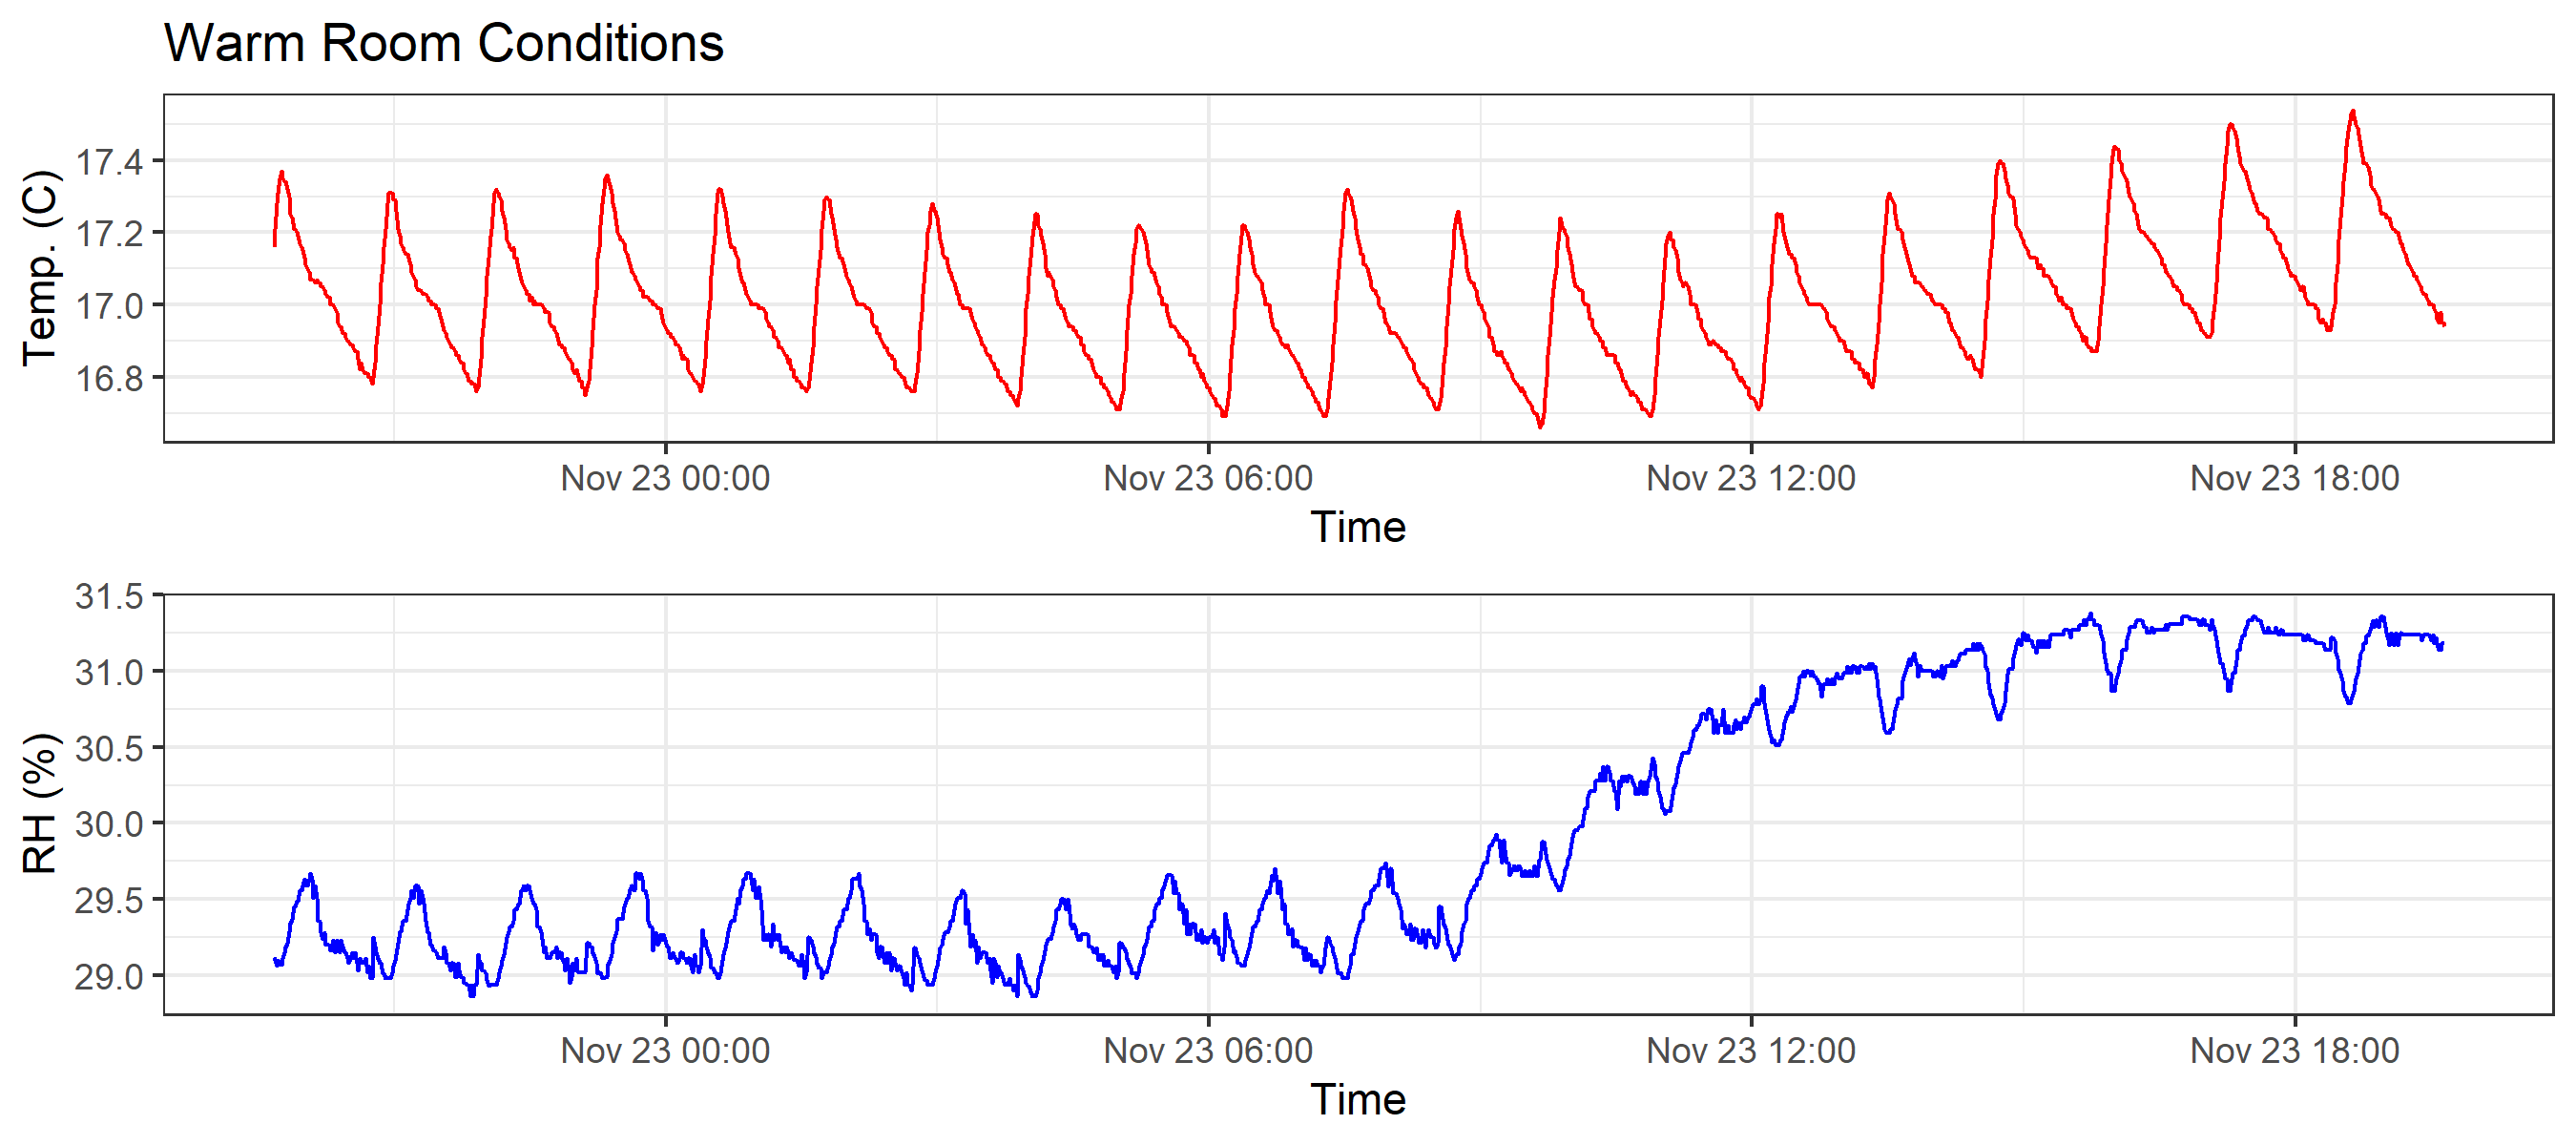 Warm Room Conditions
Temp. (C)
17.4
17.2
17.0
16.8
Nov 23 00:00 Nov 23 06:00 Nov 23 12:00 Nov 23 18:00
Time
RH (%)
31.5
31.0
30.5
30.0
29.5
29.0
Nov 23 00:00 Nov 23 06:00 Nov 23 12:00 Nov 23 18:00
Time